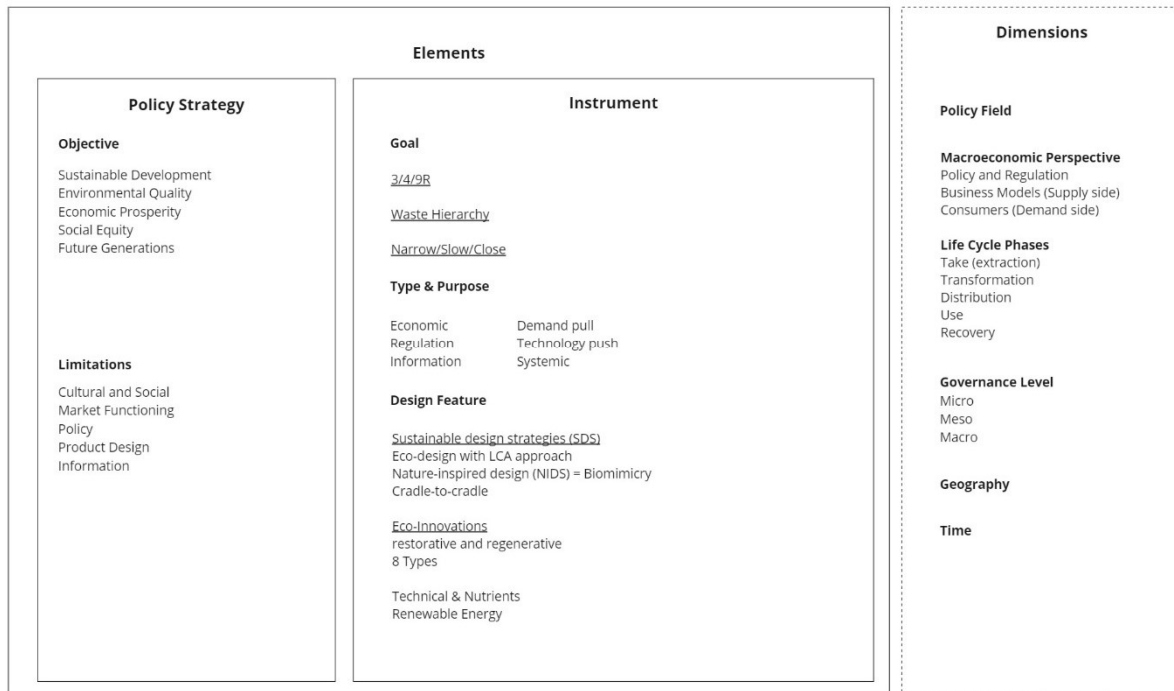 Elements
Policy Strategy
Objective
Sustainable Development
Environmental Quality
Economic Prosperity
Social Equity
Future Generations
Limitations
Cultural and Social
Market Functioning
Policy
Product Design
Information
Instrument
Goal
3/4/9R
Waste Hierarchy
Narrow/Slow/Close
Type & Purpose
Economic Demand pull
Regulation Technology push
Information Systemic
Design Feature
Sustainable design strategies (SDS)
Eco-design with LCA approach
Nature-inspired design (NIDS) = Biomimicry
Cradle-to-cradle
Eco-Innovations
restorative and regenerative
8 Types
Technical & Nutrients
Renewable Energy
Dimensions
Policy Field
Macroeconomic Perspective
Policy and Regulation
Business Models (Supply side)
Consumers (Demand side)
Life Cycle Phases
Take (extraction)
Transformation
Distribution
Use
Recovery
Governance Level
Micro
Meso
Macro
Geography
Time